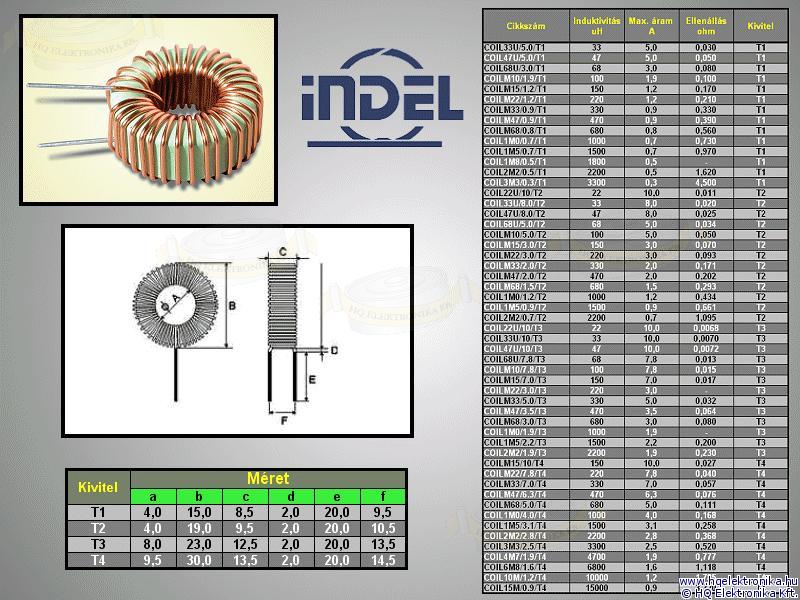 iNDEL
C
A
B
D
E
F
Kivitel Méret
a b c d e f
T1 4,0 15,0 8,5 2,0 20,0 9,5
T2 4,0 19,0 9,5 2,0 20,0 10,5
T3 8,0 23,0 12,5 2,0 20,0 13,5
T4 9,5 30,0 13,5 2,0 20,0 14,5
Cikkszám Induktivitás uH Max. áram A Ellenállás ohm Kivitel
COIL33U/5.0/T1 33 5,0 0,030 T1
COIL47U/5.0/T1 47 5,0 0,050 T1
COIL68U/3.0/T1 68 3,0 0,080 T1
COILM10/1.9/T1 100 1,9 0,100 T1
COILM15/1.2/T1 150 1,2 0,170 T1
COILM22/1.2/T1 220 1,2 0,210 T1
COILM33/0.9/T1 330 0,9 0,330 T1
COILM47/0.9/T1 470 0,9 0,390 T1
COILM68/0.8/T1 680 0,8 0,560 T1
COIL1M0/0.7/T1 1000 0,7 0,730 T1
COIL1M5/0.7/T1 1500 0,7 0,970 T1
COIL1M8/0.5/T1 1800 0,5 - T1
COIL2M2/0.5/T1 2200 0,5 1,620 T1
COIL3M3/0.3/T1 3300 0,3 4,500 T1
COIL22U/10/T2 22 10,0 0,011 T2
COIL33U/8.0/T2 33 8,0 0,020 T2
COIL47U/8.0/T2 47 8,0 0,025 T2
COIL68U/5.0/T2 68 5,0 0,034 T2
COILM10/5.0/T2 100 5,0 0,050 T2
COILM15/3.0/T2 150 3,0 0,070 T2
COILM22/3.0/T2 220 3,0 0,093 T2
COILM33/2.0/T2 330 2,0 0,171 T2
COILM47/2.0/T2 470 2,0 0,202 T2
COILM68/1.5/T2 680 1,5 0,293 T2
COIL1M0/1.2/T2 1000 1,2 0,434 T2
COIL1M5/0.9/T2 1500 0,9 0,661 T2
COIL2M2/0.7/T2 2200 0,7 1,095 T2
COIL22U/10/T3 22 10,0 0,0068 T3
COIL33U/10/T3 33 10,0 0,0070 T3
COIL47U/10/T3 47 10,0 0,0072 T3
COIL68U/7.8/T3 68 7,8 0,013 T3
COILM10/7.8/T3 100 7,8 0,015 T3
COILM15/7.0/T3 150 7,0 0,017 T3
COILM22/3.0/T3 220 3,0 T3
COILM33/5.0/T3 330 5,0 0,032 T3
COILM47/3.5/T3 470 3,5 0,064 T3
COILM68/3.0/T3 680 3,0 0,080 T3
COIL1M0/1.9/T3 1000 1,9 - T3
COIL1M5/2.2/T3 1500 2,2 0,200 T3
COIL2M2/1.9/T3 2200 1,9 0,230 T3
COILM15/10/T4 150 10,0 0,027 T4
COILM22/7.8/T4 220 7,8 0,040 T4
COILM33/7.0/T4 330 7,0 0,057 T4
COILM47/6.3/T4 470 6,3 0,076 T4
COILM68/5.0/T4 680 5,0 0,111 T4
COIL1M0/4.0/T4 1000 4,0 0,168 T4
COIL1M5/3.1/T4 1500 3,1 0,258 T4
COIL2M2/2.8/T4 2200 2,8 0,368 T4
COIL3M3/2.5/T4 3300 2,5 0,520 T4
COIL4M7/1.9/T4 4700 1,9 0,777 T4
COIL6M8/1.6/T4 6800 1,6 1,118 T4
COIL10M/1.2/T4 10000 1,2
COIL15M/0.9/T4 15000 0,9
www.hqelektronika.hu
© HQ Elektronika Kft.